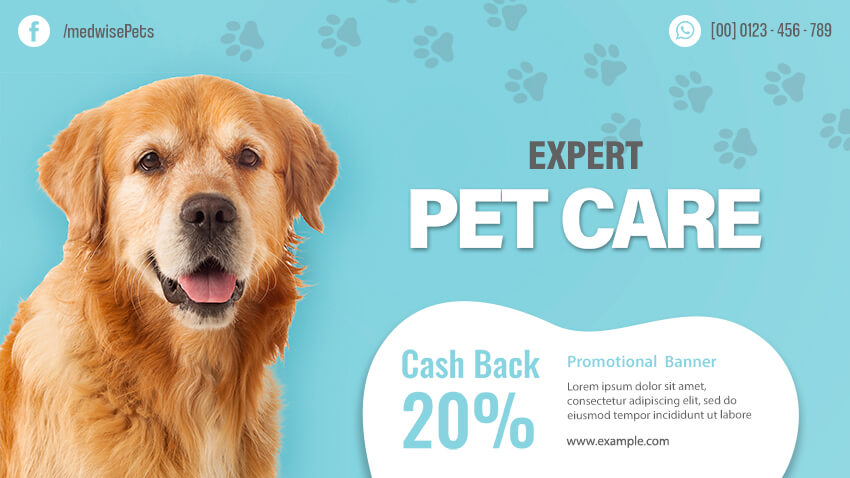 /medwisePets
[00] 0123 - 456 - 789
EXPERT
PET CARE
Cash Back
20%
Promotional Banner
Lorem ipsum dolor sit amet,
consectetur adipiscing elit, sed do
eiusmod tempor incididunt ut labore
www.example.com